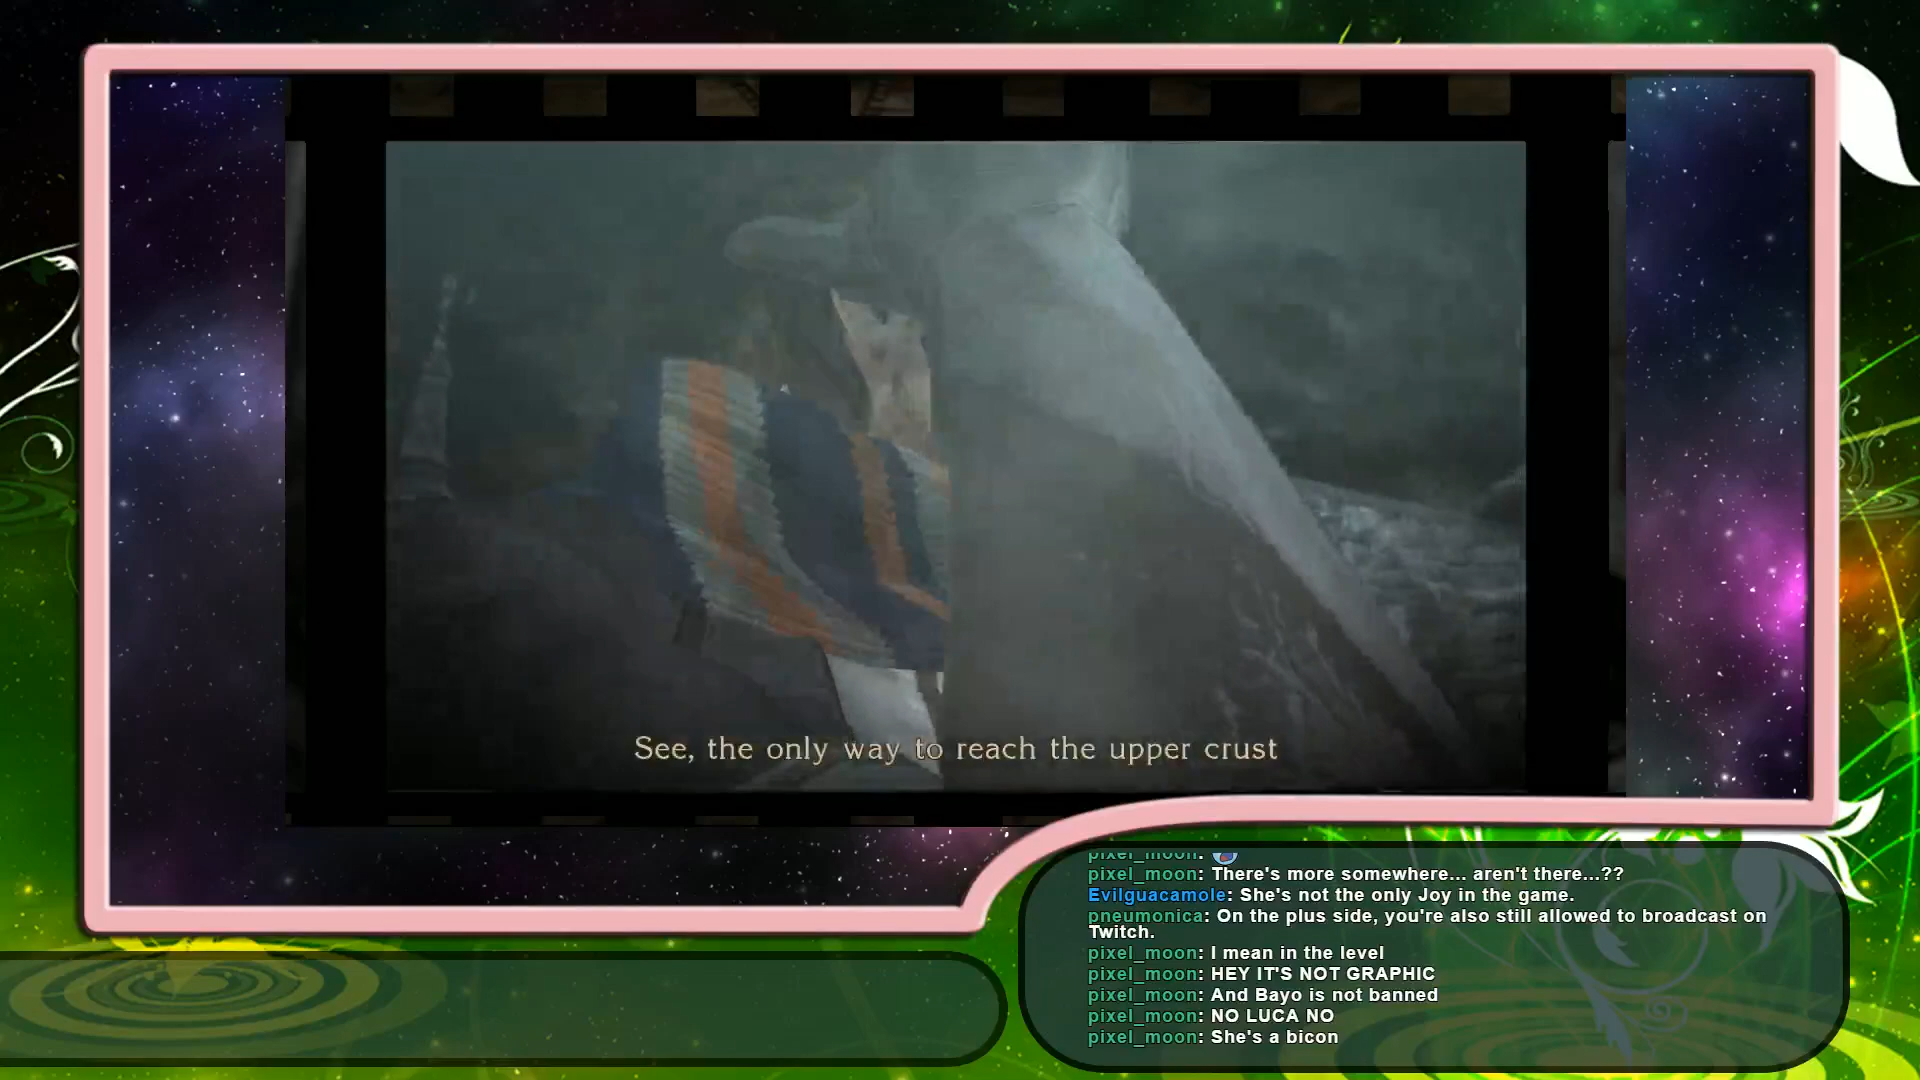 See, the only way to reach the upper crust
pixel_moon:
pixel_moon: There's more somewhere... aren't there...??
Evilguacamole: She's not the only Joy in the game.
pneumonica: On the plus side, you're also still allowed to broadcast on
Twitch.
pixel_moon: I mean in the level
pixel_moon: HEY IT'S NOT GRAPHIC
pixel_moon: And Bayo is not banned
pixel_moon: NO LUCA NO
pixel_moon: She's a bicon